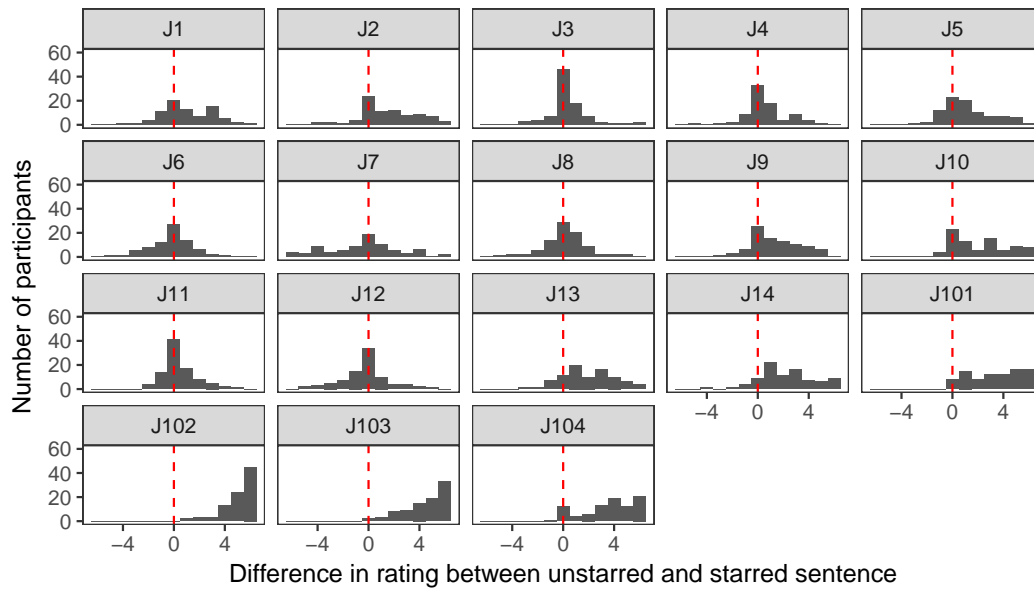 J1 J2 J3 J4 J5
60
40
20
0
J6 J7 J8 J9 J10
60
40
20
0
J11 J12 J13 J14 J101
60
40
20
0
−4 0 4 −4 0 4
J102 J103 J104
60
40
20
0
−4 0 4 −4 0 4 −4 0 4
Number of participants
Difference in rating between unstarred and starred sentence